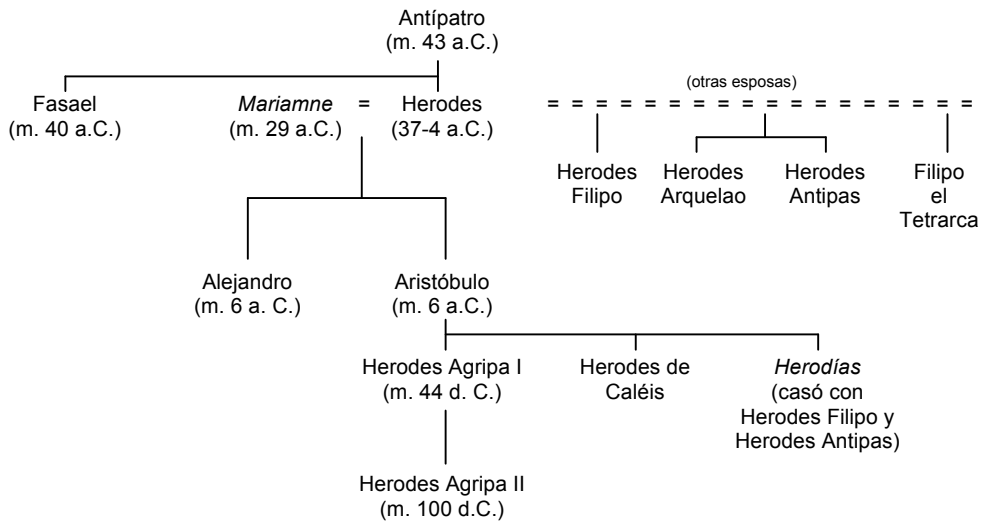 Antípatro
(m. 43 a.C.)
(otras esposas)
Fasael
(m. 40 a.C.)
Mariamne = Herodes = = = = = = = = = = = = = = = = = =
(m. 29 a.C.)
(37-4 a.C.)
Herodes
Filipo
Herodes
Arquelao
Herodes
Antipas
Filipo
el
Tetrarca
Alejandro
(m. 6 a. C.)
Aristóbulo
(m. 6 a.C.)
Herodes Agripa I
(m. 44 d. C.)
Herodes de
Caléis
Herodías
(casó con
Herodes Filipo y
Herodes Antipas)
Herodes Agripa II
(m. 100 d.C.)